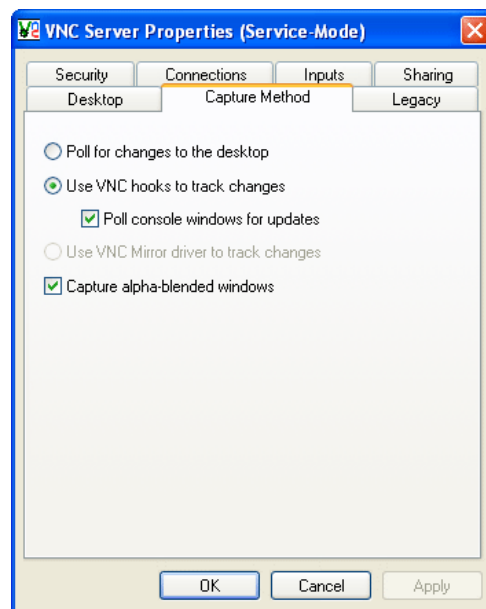 VNC Server Properties (Service-Mode)
Security Connections Inputs Sharing
Desktop Capture Method Legacy
Poll for changes to the desktop
Use VNC hooks to track changes
Poll console windows for updates
Use VNC Mirror driver to track changes
Capture alpha-blended windows
OK Cancel Apply